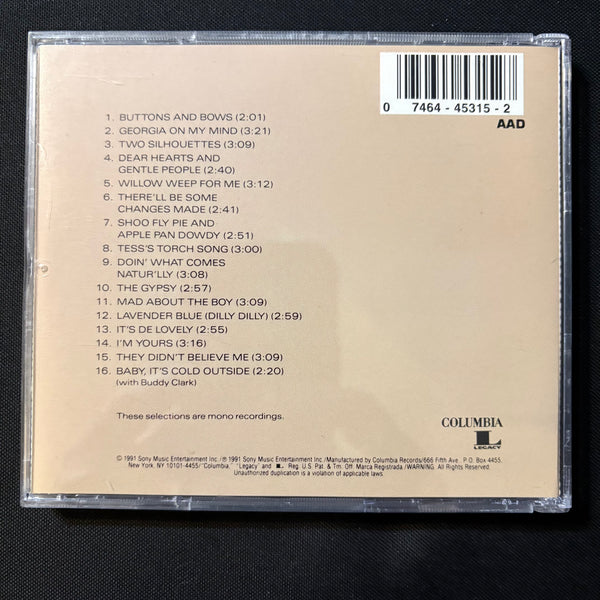 0 7464 - 45315 - 2
AAD
1. BUTTONS AND BOWS (2:01)
2. GEORGIA ON MY MIND (3:21)
3. TWO SILHOUETTES (3:09)
4. DEAR HEARTS AND
GENTLE PEOPLE (2:40)
5. WILLOW WEEP FOR ME (3:12)
6. THERE'LL BE SOME
CHANGES MADE (2:41)
7. SHOO FLY PIE AND
APPLE PAN DOWDY (2:51)
8. TESS'S TORCH SONG (3:00)
9. DOIN' WHAT COMES
NATUR'LLY (3:08)
10. THE GYPSY (2:57)
11. MAD ABOUT THE BOY (3:09)
12. LAVENDER BLUE (DILLY DILLY) (2:59)
13. IT'S DE LOVELY (2:55)
14. I'M YOURS (3:16)
15. THEY DIDN'T BELIEVE ME (3:09)
16. BABY, IT'S COLD OUTSIDE (2:20)
(with Buddy Clark)
These selections are mono recordings.
COLUMBIA
L
LEGACY
© 1991 Sony Music Entertainment Inc./℗ 1991 Sony Music Entertainment Inc./Manufactured by Columbia Records/666 Fifth Ave., P.O. Box 4455,
New York, NY 10101-4455/"Columbia," "Legacy" and L Reg. U.S. Pat. & Tm. Off. Marca Registrada./WARNING: All Rights Reserved.
Unauthorized duplication is a violation of applicable laws.